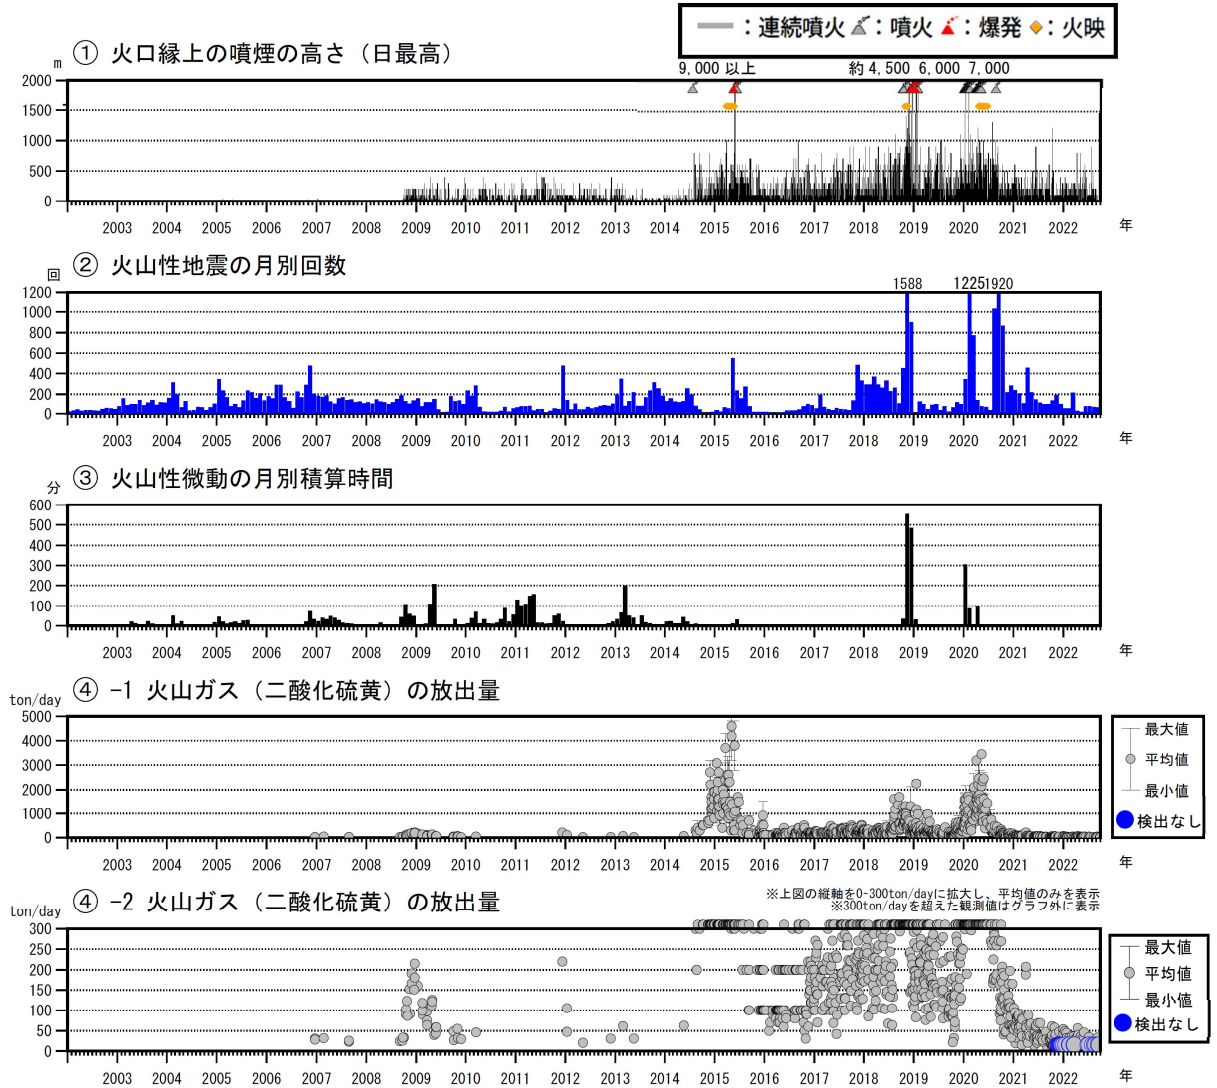 ：連続噴火 ：噴火 ：爆発 ：火映
① 火口縁上の噴煙の高さ（日最高）
m
9,000 以上 約 4,500 6,000 7,000
2000
1500
1000
500
0
2003 2004 2005 2006 2007 2008 2009 2010 2011 2012 2013 2014 2015 2016 2017 2018 2019 2020 2021 2022 年
② 火山性地震の月別回数
回
1588 1225 1920
1200
1000
800
600
400
200
0
2003 2004 2005 2006 2007 2008 2009 2010 2011 2012 2013 2014 2015 2016 2017 2018 2019 2020 2021 2022 年
③ 火山性微動の月別積算時間
分
600
500
400
300
200
100
0
2003 2004 2005 2006 2007 2008 2009 2010 2011 2012 2013 2014 2015 2016 2017 2018 2019 2020 2021 2022 年
④ -1 火山ガス（二酸化硫黄）の放出量
ton/day
5000
4000
3000
2000
1000
0
最大値
平均値
最小値
検出なし
2003 2004 2005 2006 2007 2008 2009 2010 2011 2012 2013 2014 2015 2016 2017 2018 2019 2020 2021 2022 年
④ -2 火山ガス（二酸化硫黄）の放出量
※上図の縦軸を0~300ton/dayに拡大し、平均値のみを表示
※300ton/dayを超えた観測値はグラフ外に表示
ton/day
300
250
200
150
100
50
0
最大値
平均値
最小値
検出なし
2003 2004 2005 2006 2007 2008 2009 2010 2011 2012 2013 2014 2015 2016 2017 2018 2019 2020 2021 2022 年